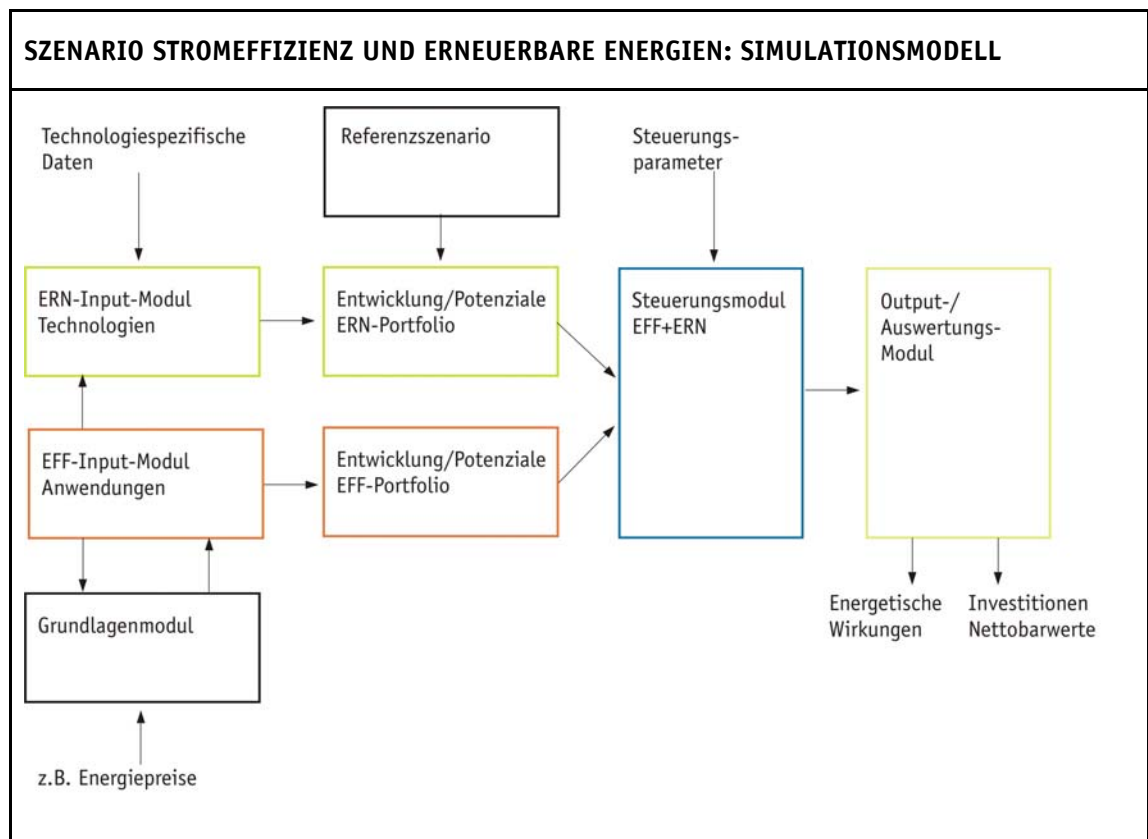 SZENARIO STROMEFFIZIENZ UND ERNEUERBARE ENERGIEN: SIMULATIONSMODELL
Technologiespezifische
Daten
Referenzszenario
Steuerungs-
parameter
ERN-Input-Modul
Technologien
Entwicklung/Potenziale
ERN-Portfolio
Steuerungsmodul
EFF+ERN
Output-/
Auswertungs-
Modul
EFF-Input-Modul
Anwendungen
Entwicklung/Potenziale
EFF-Portfolio
Grundlagenmodul
Energetische
Wirkungen
Investitionen
Nettobarwerte
z.B. Energiepreise